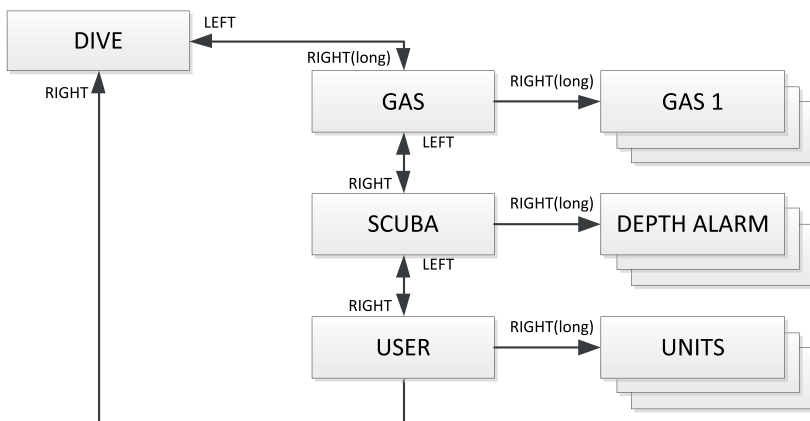 LEFT
DIVE
RIGHT(long)
RIGHT
GAS
RIGHT(long)
GAS 1
LEFT
RIGHT
SCUBA
RIGHT(long)
DEPTH ALARM
LEFT
RIGHT
USER
RIGHT(long)
UNITS